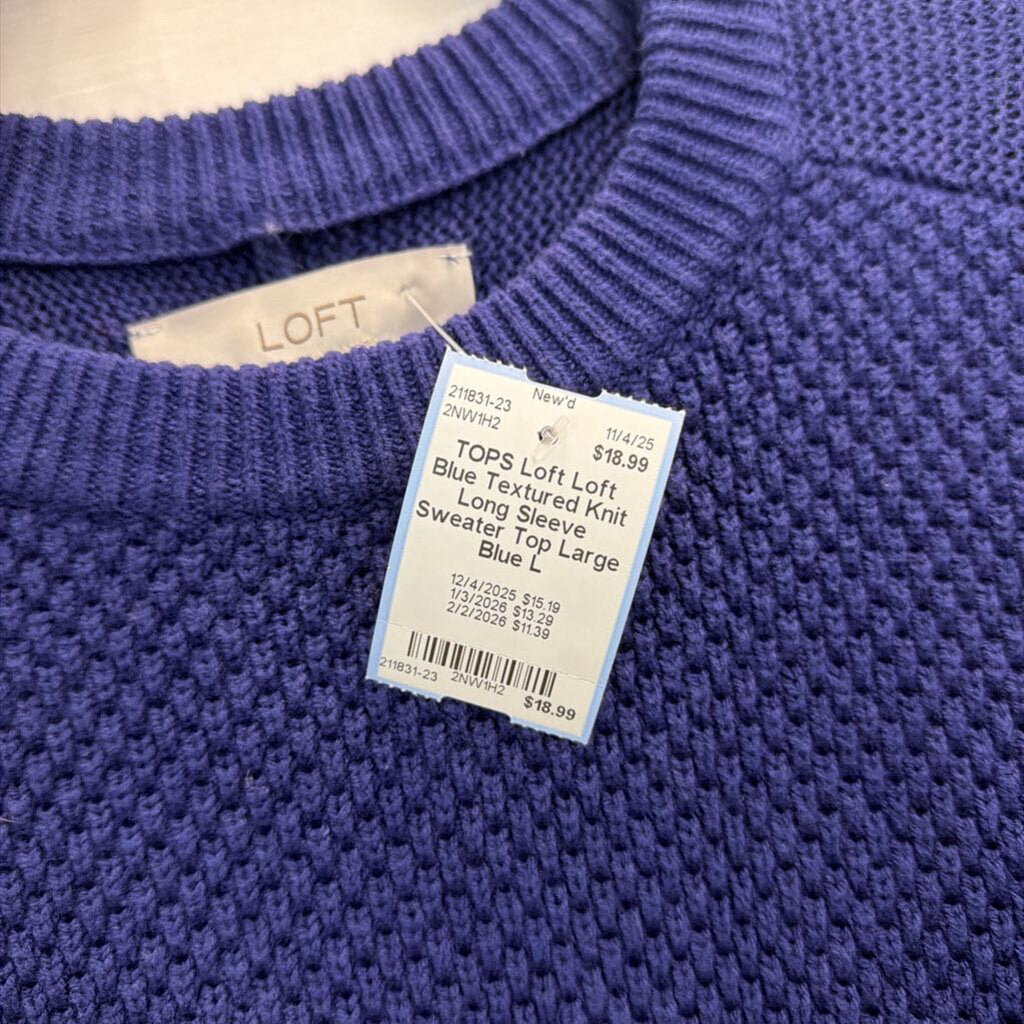 LOFT
211831-23
New'd
2NW1H2
11/4/25
$18.99
TOPS Loft Loft
Blue Textured Knit
Long Sleeve
Sweater Top Large
Blue L
12/4/2025 $15.19
1/3/2026 $13.29
2/2/2026 $11.39
211831-23 2NW1H2
$18.99